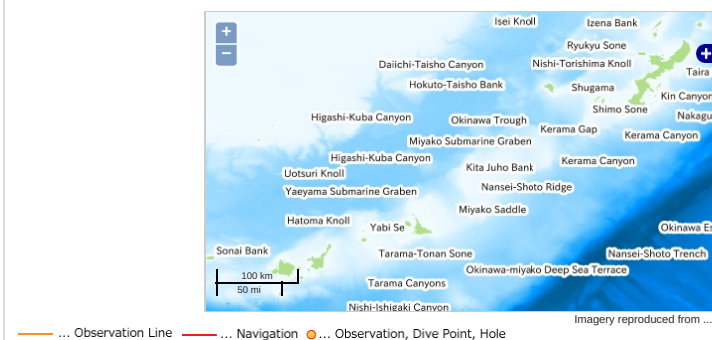 +
−
Isei Knoll
Izena Bank
Ryukyu Sone
Daiichi-Taisho Canyon
Nishi-Torishima Knoll
Taira
Hokuto-Taisho Bank
Shugama
Kin Canyon
Shimo Sone
Higashi-Kuba Canyon
Okinawa Trough
Nakagu
Kerama Gap
Kerama Canyon
Miyako Submarine Graben
Higashi-Kuba Canyon
Kerama Canyon
Kita Juho Bank
Uotsuri Knoll
Yaeyama Submarine Graben
Nansei-Shoto Ridge
Miyako Saddle
Hatoma Knoll
Yabi Se
Okinawa Es
Sonai Bank
Tarama-Tonan Sone
Nansei-Shoto Trench
Okinawa-miyako Deep Sea Terrace
100 km
50 mi
Tarama Canyons
Nishi-Ishigaki Canyon
Imagery reproduced from ...
... Observation Line ... Navigation ... Observation, Dive Point, Hole